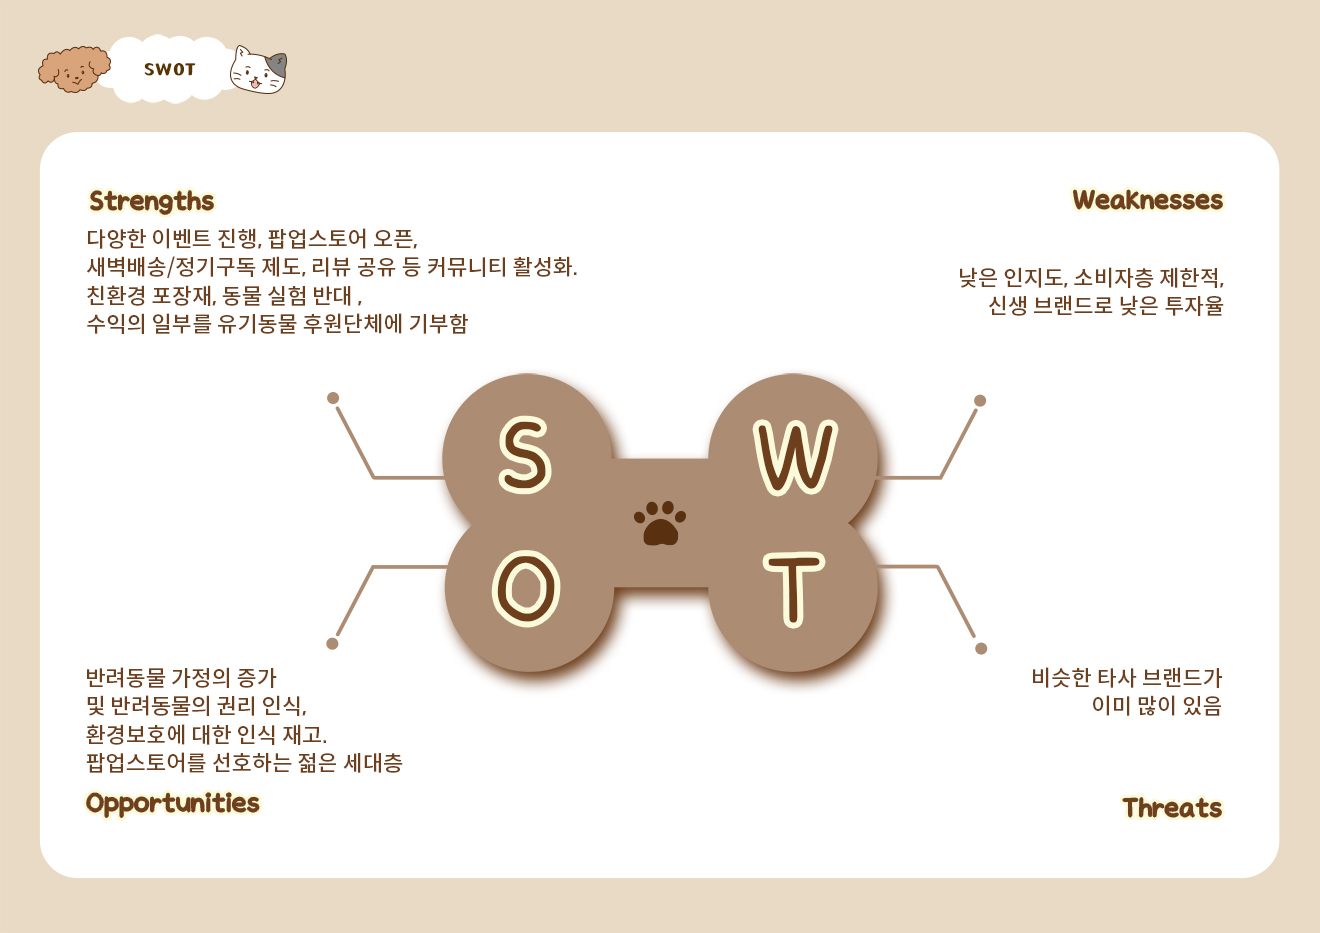 SWOT
Strengths
다양한 이벤트 진행, 팝업스토어 오픈,
새벽배송/정기구독 제도, 리뷰 공유 등 커뮤니티 활성화.
친환경 포장재, 동물 실험 반대 ,
수익의 일부를 유기동물 후원단체에 기부함
Weaknesses
낮은 인지도, 소비자층 제한적,
신생 브랜드로 낮은 투자율
S
W
O
T
반려동물 가정의 증가
및 반려동물의 권리 인식,
환경보호에 대한 인식 재고.
팝업스토어를 선호하는 젊은 세대층
Opportunities
비슷한 타사 브랜드가
이미 많이 있음
Threats